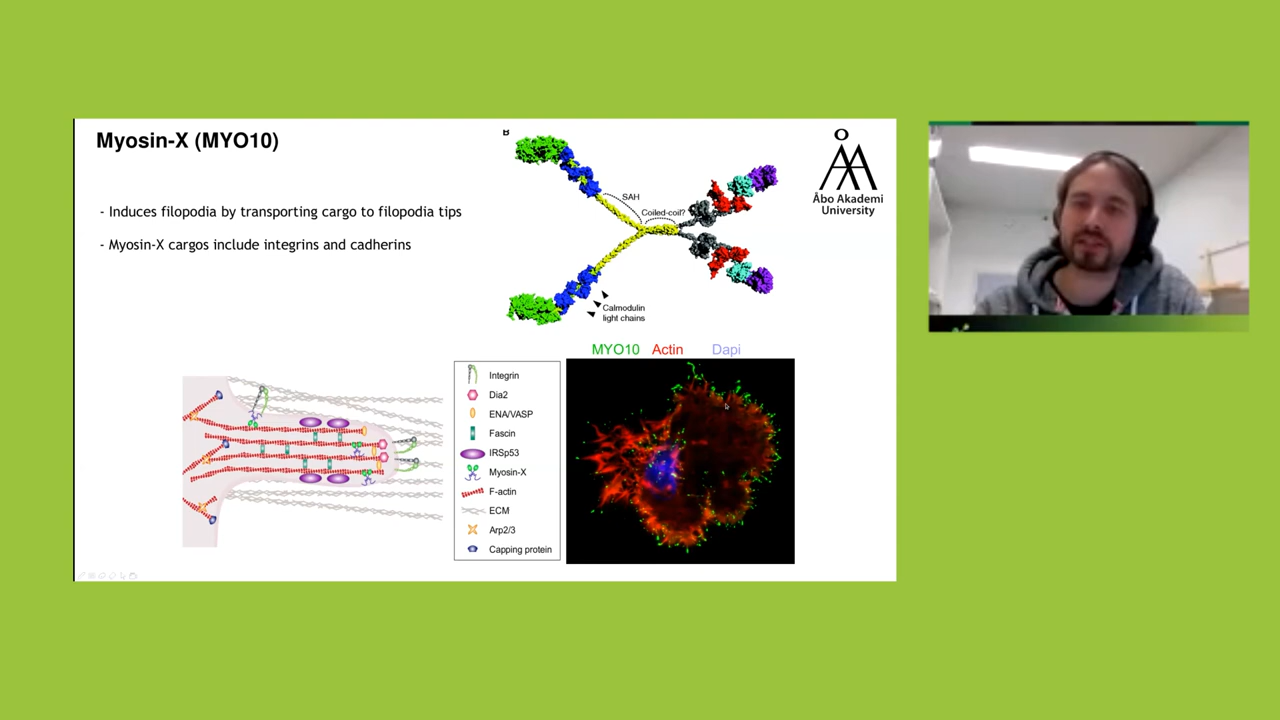 Myosin-X (MYO10)
- Induces filopodia by transporting cargo to filopodia tips
- Myosin-X cargos include integrins and cadherins
B
SAH
Coiled-coil?
Calmodulin
light chains
Åbo Akademi
University
MYO10 Actin Dapi
Integrin
Dia2
ENA/VASP
Fascin
IRSp53
Myosin-X
F-actin
ECM
Arp2/3
Capping protein